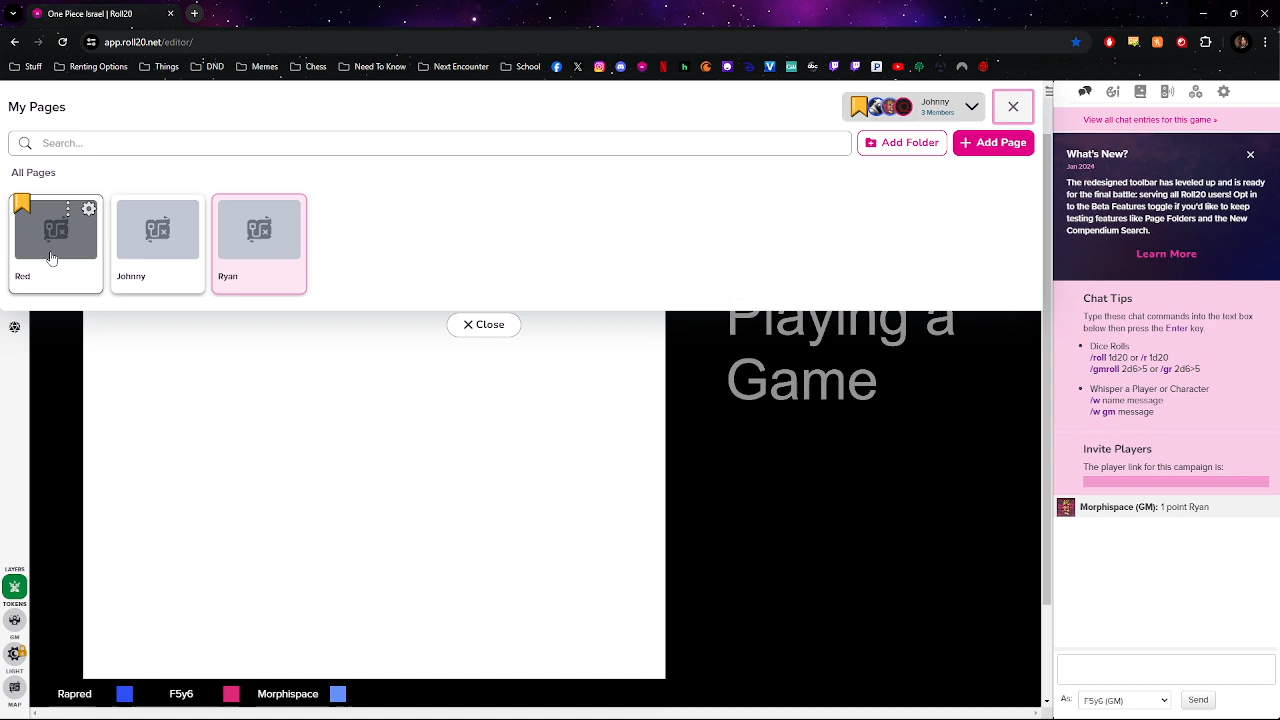 One Piece Israel | Roll20
app.roll20.net/editor/
Stuff
Renting Options
Things
DND
Memes
Chess
Need To Know
Next Encounter
School
My Pages
Johnny
3 Members
Search...
Add Folder
Add Page
All Pages
Red
Johnny
Ryan
Close
Playing a
Game
LAYERS
TOKENS
GM
LIGHT
MAP
Rapred
F5y6
Morphispace
View all chat entries for this game »
What's New?
Jan 2024
The redesigned toolbar has leveled up and is ready
for the final battle: serving all Roll20 users! Opt in
to the Beta Features toggle if you'd like to keep
testing features like Page Folders and the New
Compendium Search.
Learn More
Chat Tips
Type these chat commands into the text box
below then press the Enter key.
• Dice Rolls
/roll 1d20 or /r 1d20
/gmroll 2d6>5 or /gr 2d6>5
• Whisper a Player or Character
/w name message
/w gm message
Invite Players
The player link for this campaign is:
Morphispace (GM): 1 point Ryan
As:
F5y6 (GM)
Send